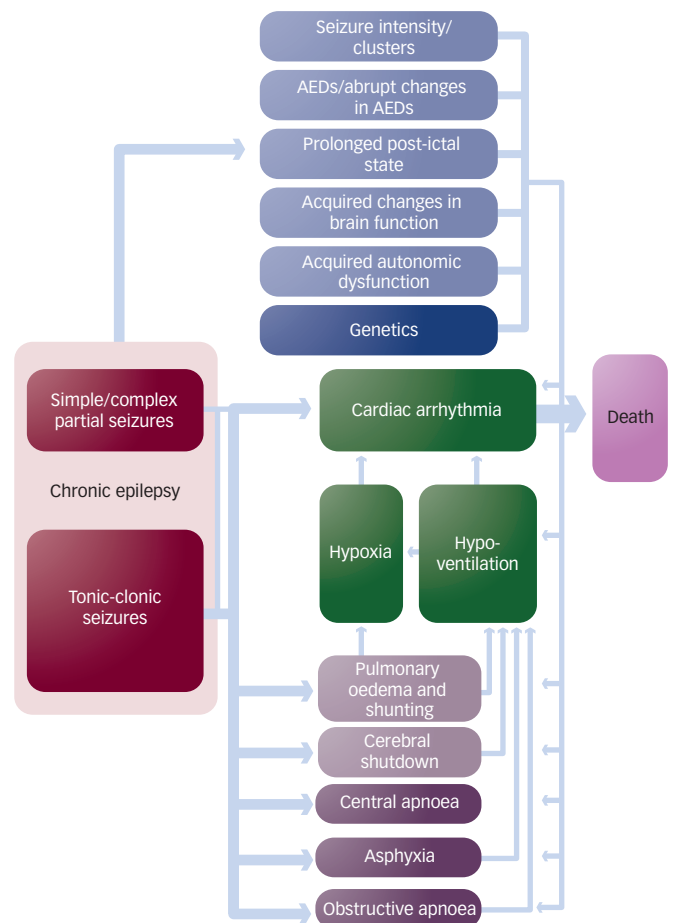 Seizure intensity/
clusters
AEDs/abrupt changes
in AEDs
Prolonged post-ictal
state
Acquired changes in
brain function
Acquired autonomic
dysfunction
Genetics
Simple/complex
partial seizures
Cardiac arrhythmia
Death
Chronic epilepsy
Hypoxia
Hypo-
ventilation
Tonic-clonic
seizures
Pulmonary
oedema and
shunting
Cerebral
shutdown
Central apnoea
Asphyxia
Obstructive apnoea